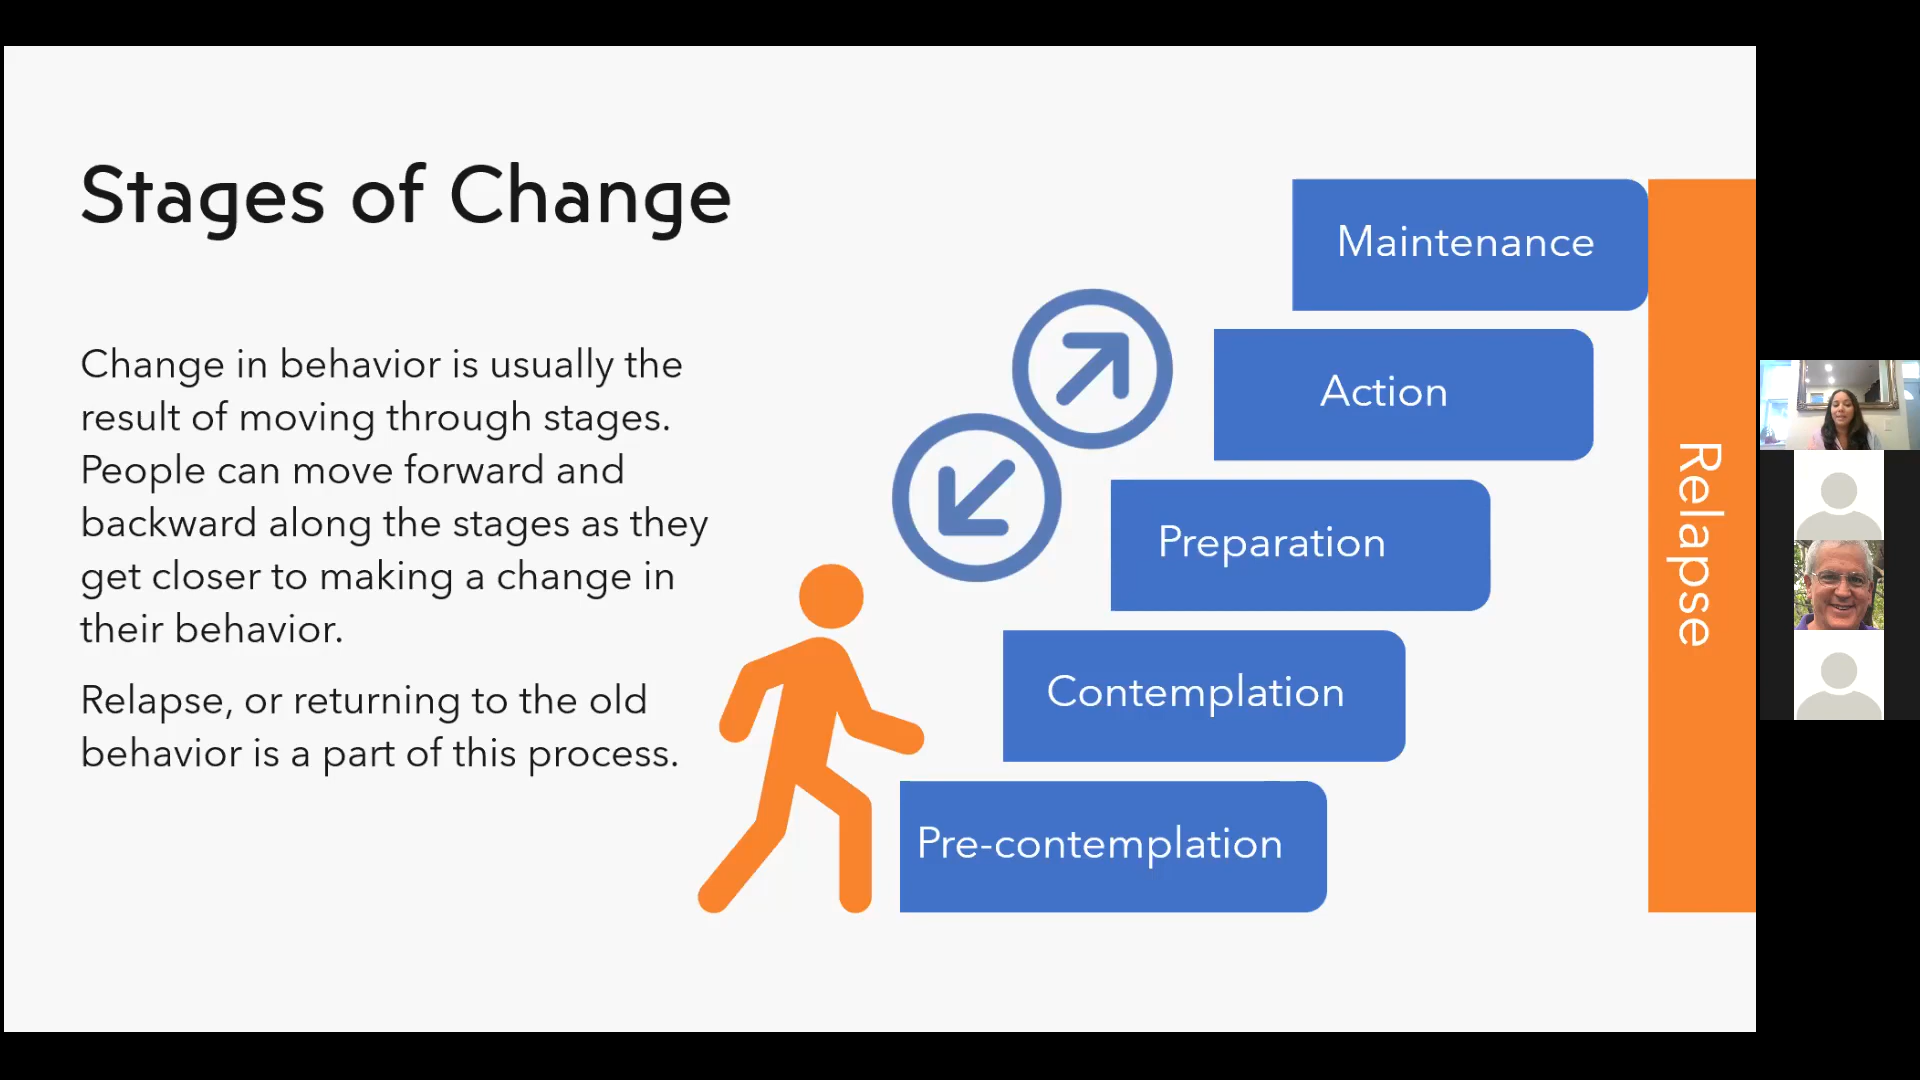 Stages of Change
Change in behavior is usually the
result of moving through stages.
People can move forward and
backward along the stages as they
get closer to making a change in
their behavior.
Relapse, or returning to the old
behavior is a part of this process.
Maintenance
Action
Preparation
Contemplation
Pre-contemplation
Relapse